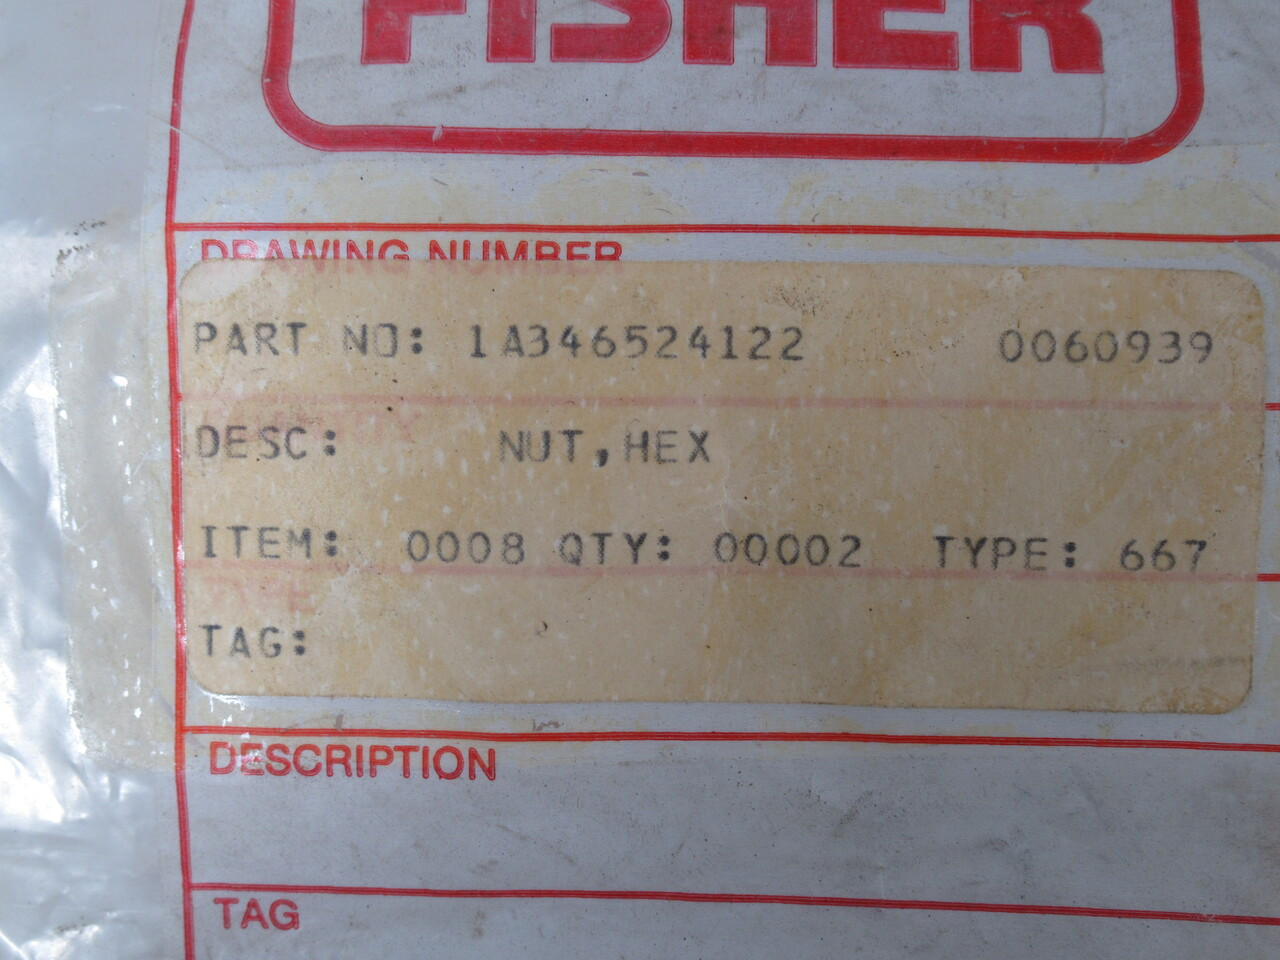 FISHER
DRAWING NUMBER
PART NO: 1A346524122 0060939
DESC: NUT,HEX
ITEM: 0008 QTY: 00002 TYPE: 667
TYPE
TAG:
DESCRIPTION
TAG